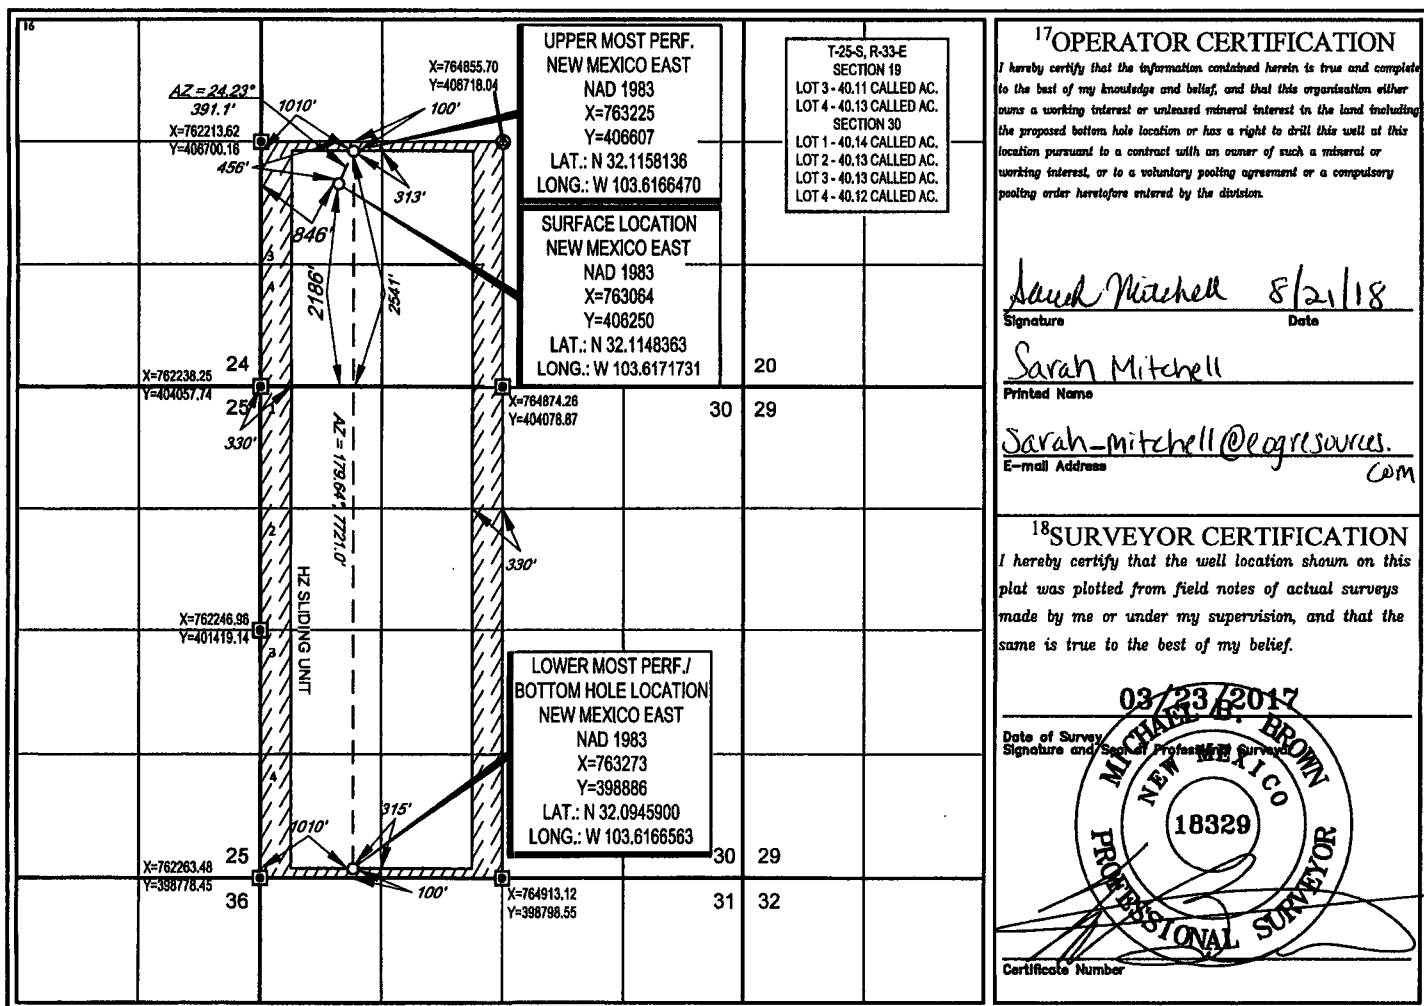 16
X=764855.70
Y=406718.04
AZ = 24.23°
391.1'
1010'
100'
X=762213.62
Y=406700.16
456'
313'
846'
2186'
2541'
3
4
UPPER MOST PERF.
NEW MEXICO EAST
NAD 1983
X=763225
Y=406607
LAT.: N 32.1158136
LONG.: W 103.6166470
SURFACE LOCATION
NEW MEXICO EAST
NAD 1983
X=763064
Y=406250
LAT.: N 32.1148363
LONG.: W 103.6171731
T-25-S, R-33-E
SECTION 19
LOT 3 - 40.11 CALLED AC.
LOT 4 - 40.13 CALLED AC.
SECTION 30
LOT 1 - 40.14 CALLED AC.
LOT 2 - 40.13 CALLED AC.
LOT 3 - 40.13 CALLED AC.
LOT 4 - 40.12 CALLED AC.
24
20
X=762238.25
Y=404057.74
25
1
330'
X=764874.26
Y=404078.87
30
29
AZ = 179.64°, 7721.0'
2
330'
HZ SLIDING UNIT
X=762246.98
Y=401419.14
3
4
LOWER MOST PERF./
BOTTOM HOLE LOCATION
NEW MEXICO EAST
NAD 1983
X=763273
Y=398886
LAT.: N 32.0945900
LONG.: W 103.6166563
1010'
315'
100'
X=762263.48
Y=398778.45
25
36
X=764913.12
Y=398798.55
30
29
31
32
17OPERATOR CERTIFICATION
I hereby certify that the information contained herein is true and complete
to the best of my knowledge and belief, and that this organization either
owns a working interest or unleased mineral interest in the land including
the proposed bottom hole location or has a right to drill this well at this
location pursuant to a contract with an owner of such a mineral or
working interest, or to a voluntary pooling agreement or a compulsory
pooling order heretofore entered by the division.
Sarah Mitchell 8/21/18
Signature Date
Sarah Mitchell
Printed Name
Sarah_mitchell@eogresources.
com
E-mail Address
18SURVEYOR CERTIFICATION
I hereby certify that the well location shown on this
plat was plotted from field notes of actual surveys
made by me or under my supervision, and that the
same is true to the best of my belief.
03/23/2017
Date of Survey
Signature and Seal of Professional Surveyor
MICHAEL B. BROWN
NEW MEXICO
18329
PROFESSIONAL SURVEYOR
Certificate Number